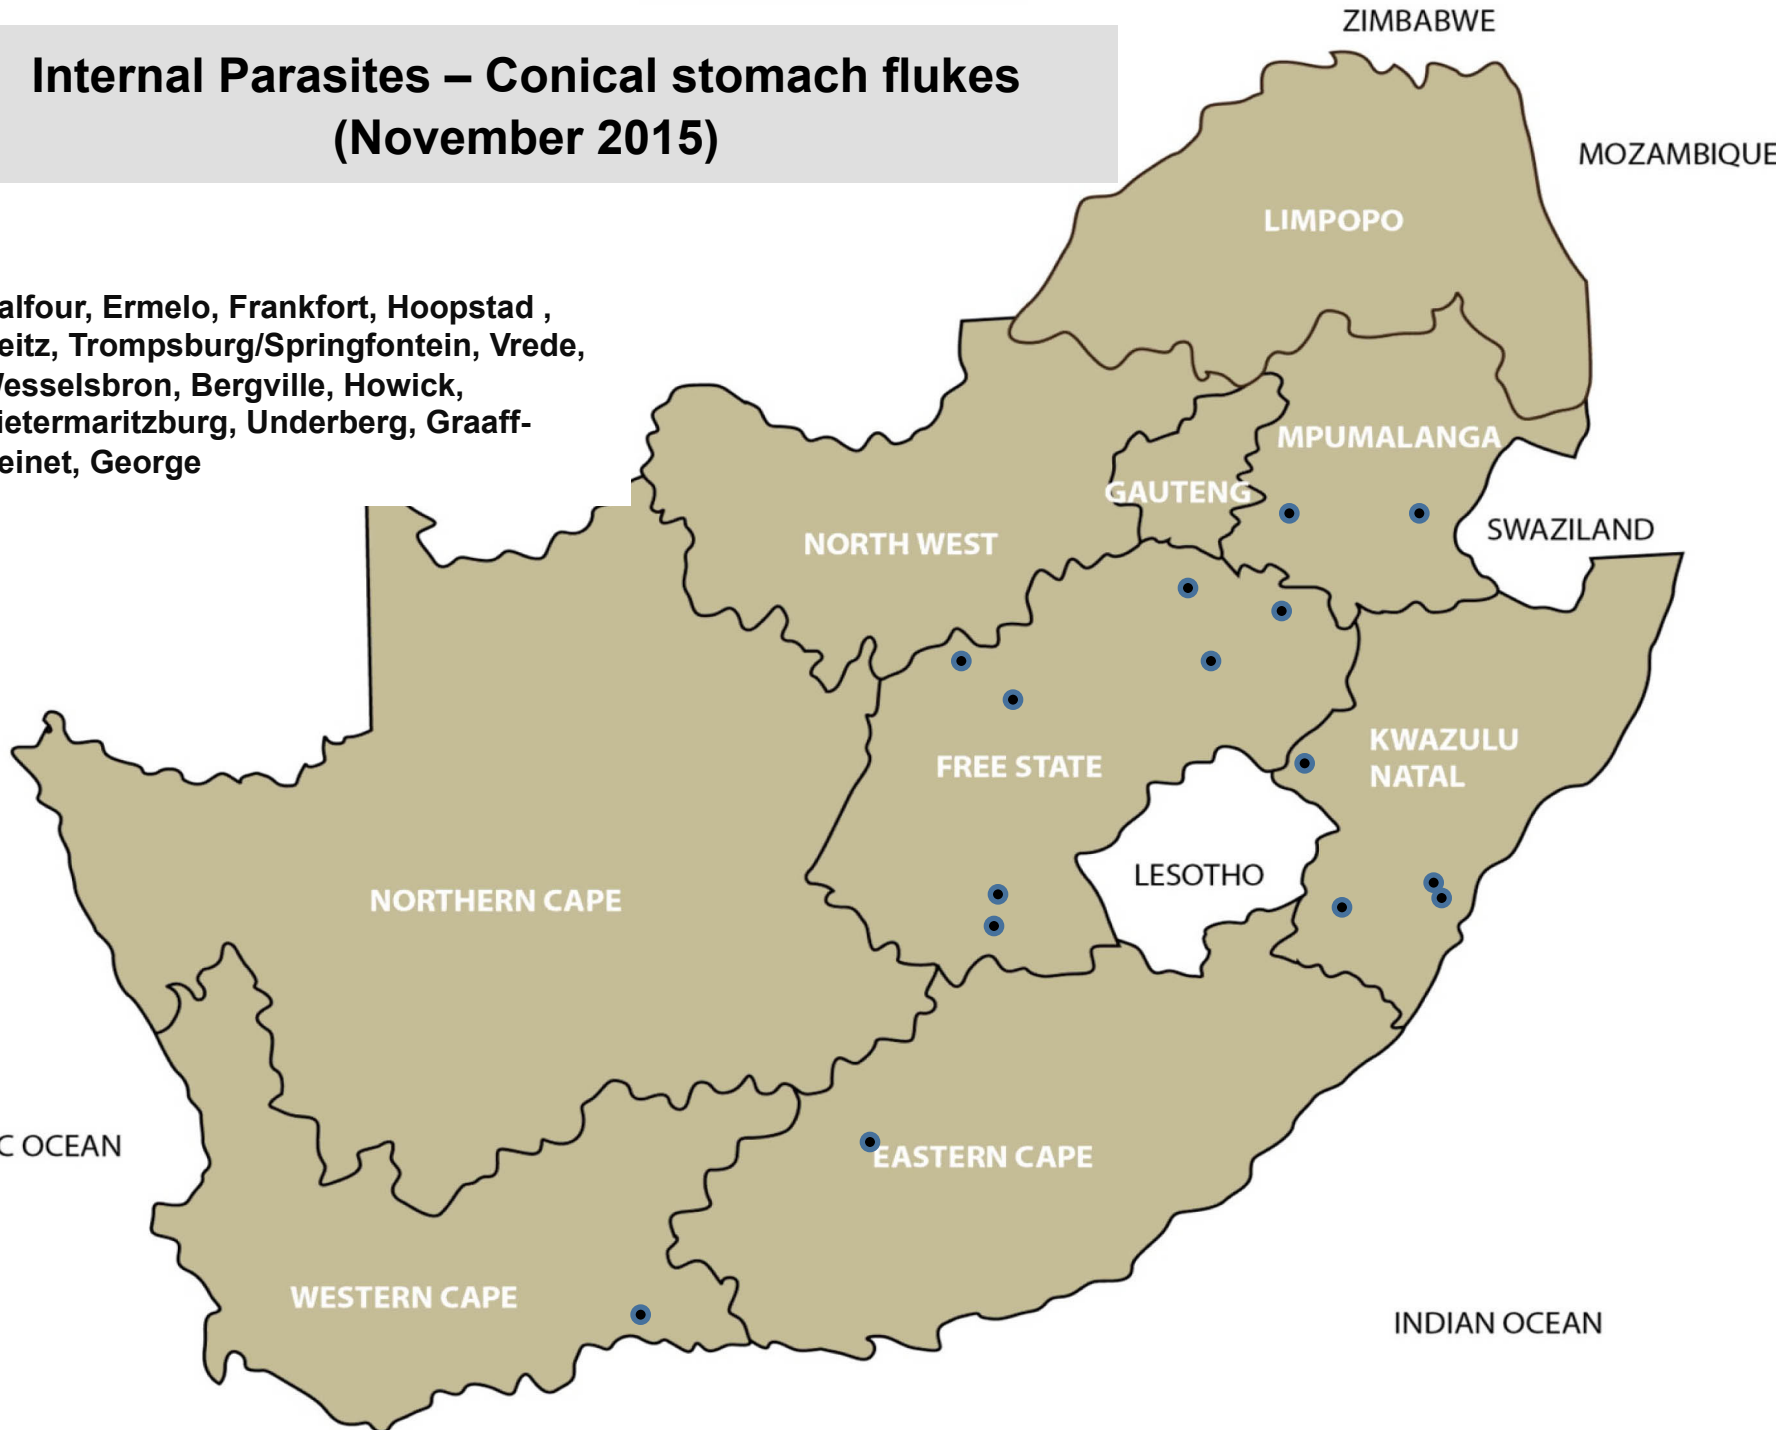 ZIMBABWE
Internal Parasites – Conical stomach flukes
(November 2015)
MOZAMBIQUE
LIMPOPO
alfour, Ermelo, Frankfort, Hoopstad ,
eitz, Trompsburg/Springfontein, Vrede,
esselsbron, Bergville, Howick,
ietermaritzburg, Underberg, Graaff-
einet, George
MPUMALANGA
GAUTENG
SWAZILAND
NORTH WEST
KWAZULU
NATAL
FREE STATE
LESOTHO
NORTHERN CAPE
C OCEAN
EASTERN CAPE
WESTERN CAPE
INDIAN OCEAN